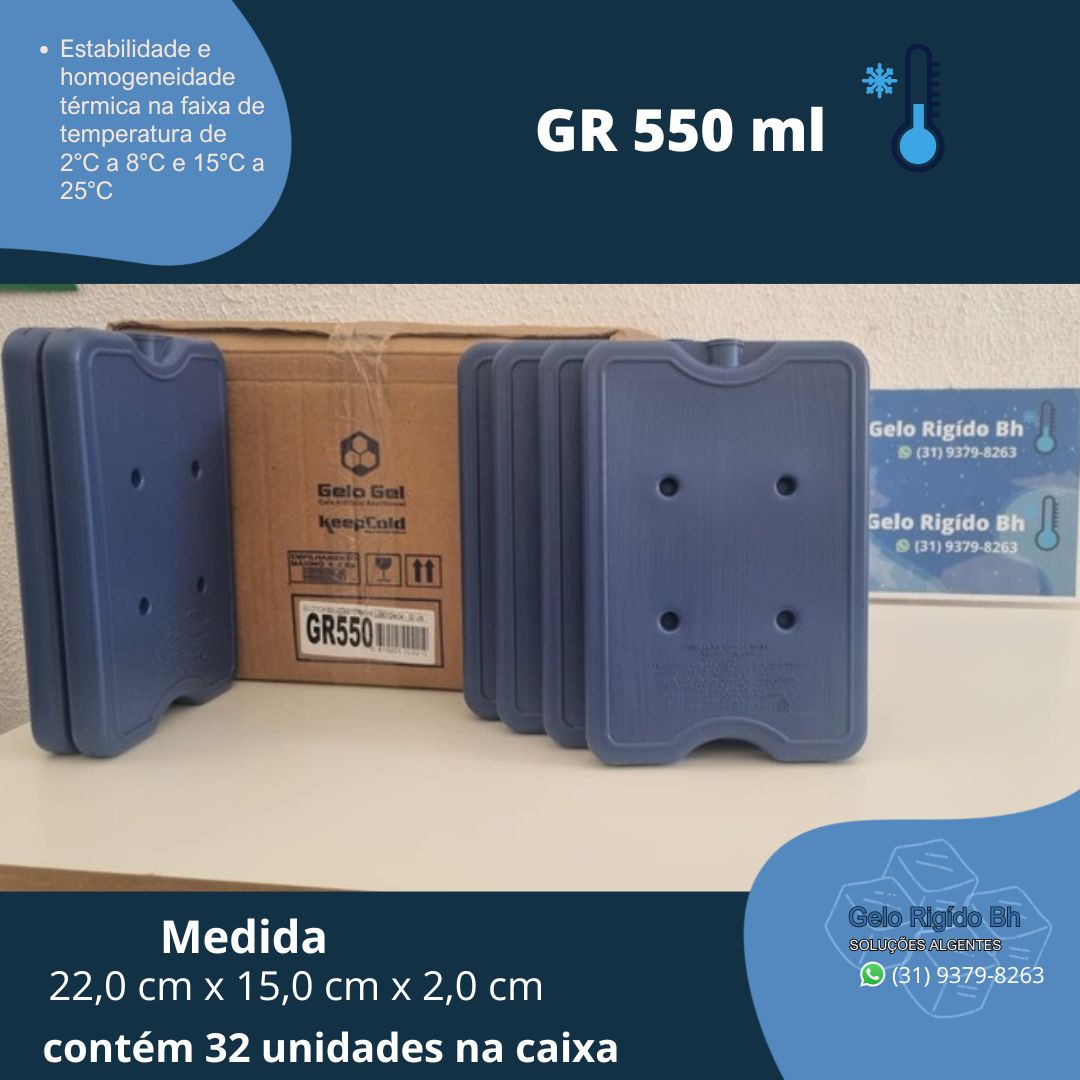 Estabilidade e
homogeneidade
térmica na faixa de
temperatura de
2°C a 8°C e 15°C a
25°C
GR 550 ml
Gelo Gel
keepCold
EMPILHAMENTO
GR550
Gelo Rigído Bh
(31) 9379-8263
Gelo Rigído Bh
(31) 9379-8263
Medida
22,0 cm x 15,0 cm x 2,0 cm
contém 32 unidades na caixa
Gelo Rigído Bh
SOLUÇÕES ALGENTES
(31) 9379-8263